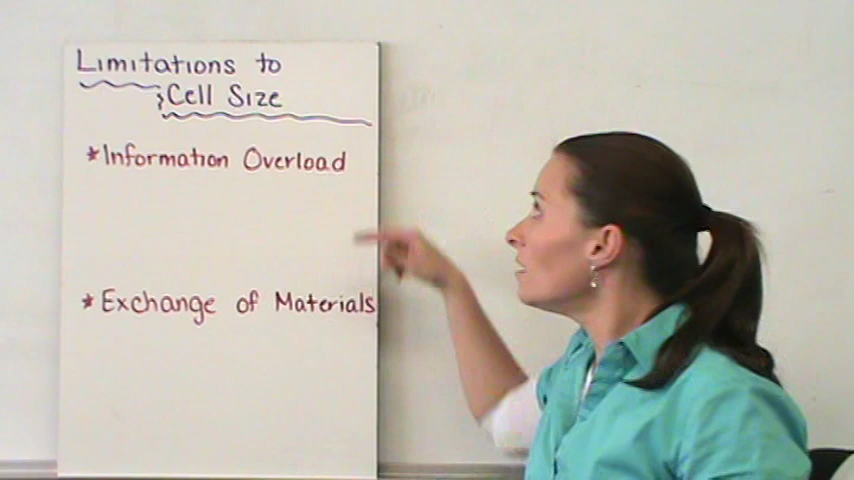 Limitations to
Cell Size
*Information Overload
*Exchange of Materials